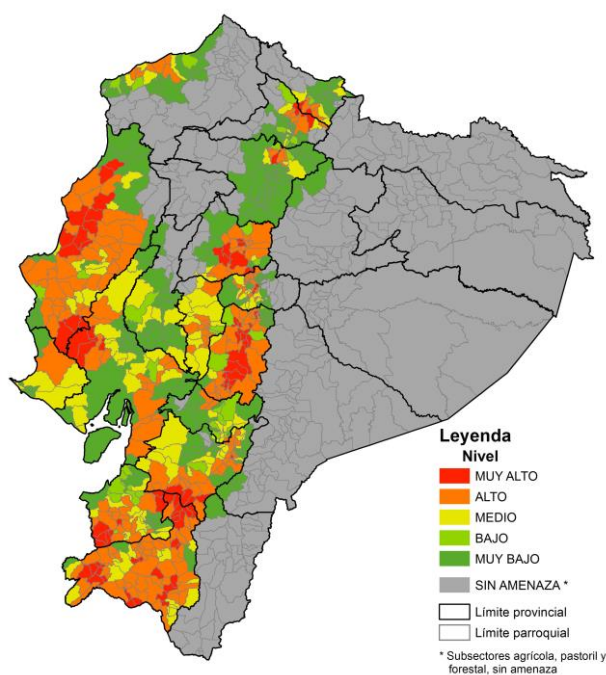 Leyenda
Nivel
MUY ALTO
ALTO
MEDIO
BAJO
MUY BAJO
SIN AMENAZA *
Límite provincial
Límite parroquial
* Subsectores agrícola, pastoril y
forestal, sin amenaza